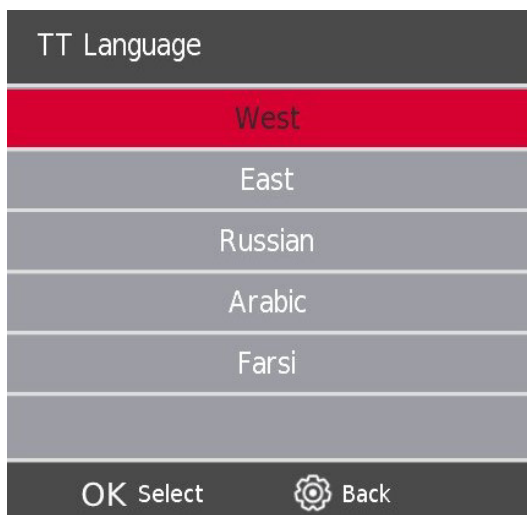 TT Language
West
East
Russian
Arabic
Farsi
OK Select Back